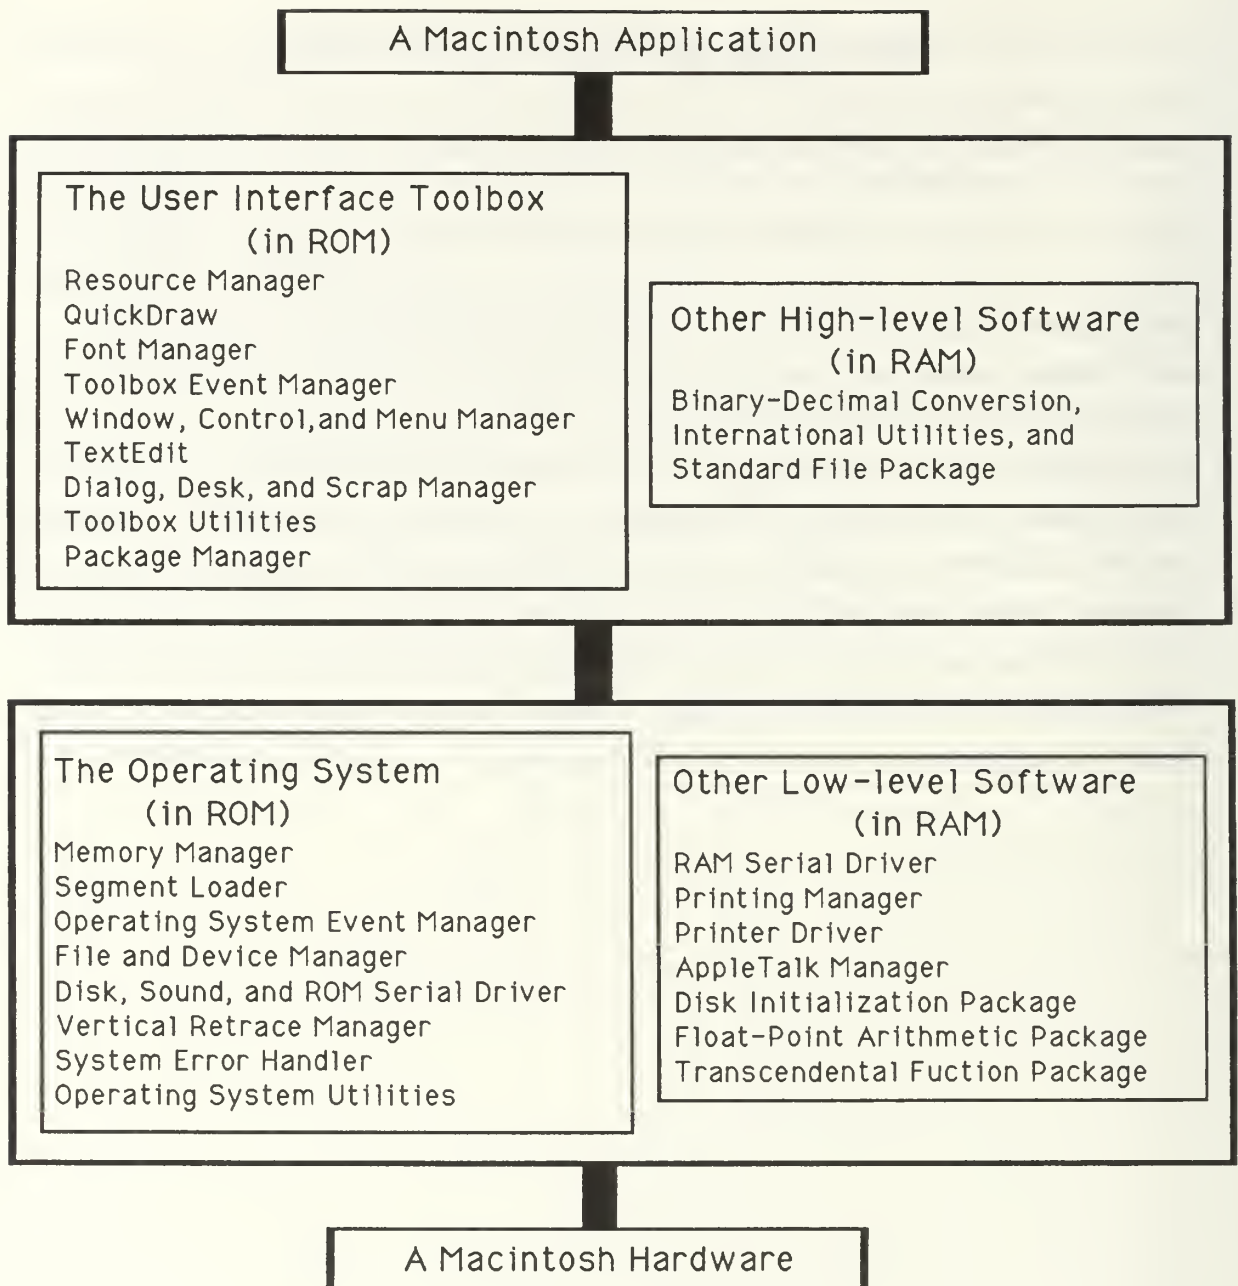 A Macintosh Application
The User Interface Toolbox
(in ROM)
Resource Manager
QuickDraw
Font Manager
Toolbox Event Manager
Window, Control,and Menu Manager
TextEdit
Dialog, Desk, and Scrap Manager
Toolbox Utilities
Package Manager
Other High-level Software
(in RAM)
Binary-Decimal Conversion,
International Utilities, and
Standard File Package
The Operating System
(in ROM)
Memory Manager
Segment Loader
Operating System Event Manager
File and Device Manager
Disk, Sound, and ROM Serial Driver
Vertical Retrace Manager
System Error Handler
Operating System Utilities
Other Low-level Software
(in RAM)
RAM Serial Driver
Printing Manager
Printer Driver
AppleTalk Manager
Disk Initialization Package
Float-Point Arithmetic Package
Transcendental Fuction Package
A Macintosh Hardware